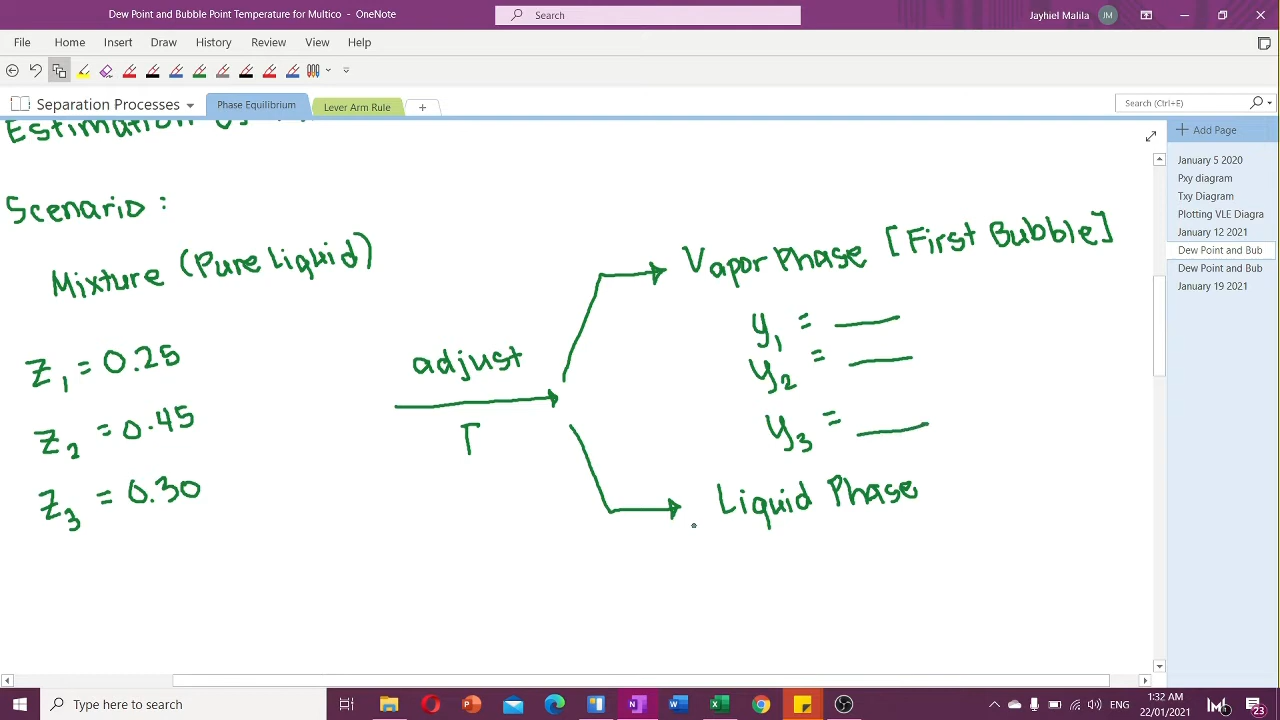 Dew Point and Bubble Point Temperature for Multico - OneNote
Search
Jayhiel Malila JM
File Home Insert Draw History Review View Help
Separation Processes Phase Equilibrium Lever Arm Rule +
Search (Ctrl+E)
Estimation of
+ Add Page
January 5 2020
Pxy diagram
Txy Diagram
Plotting VLE Diagra
January 12 2021
Dew Point and Bub
Dew Point and Bub
January 19 2021
Scenario :
Mixture (Pure Liquid)
Z1 = 0.25
Z2 = 0.45
Z3 = 0.30
adjust
T
Vapor Phase [First Bubble]
y1 = ___
y2 = ___
y3 = ___
Liquid Phase
Type here to search
ENG
1:32 AM
22/01/2021
23